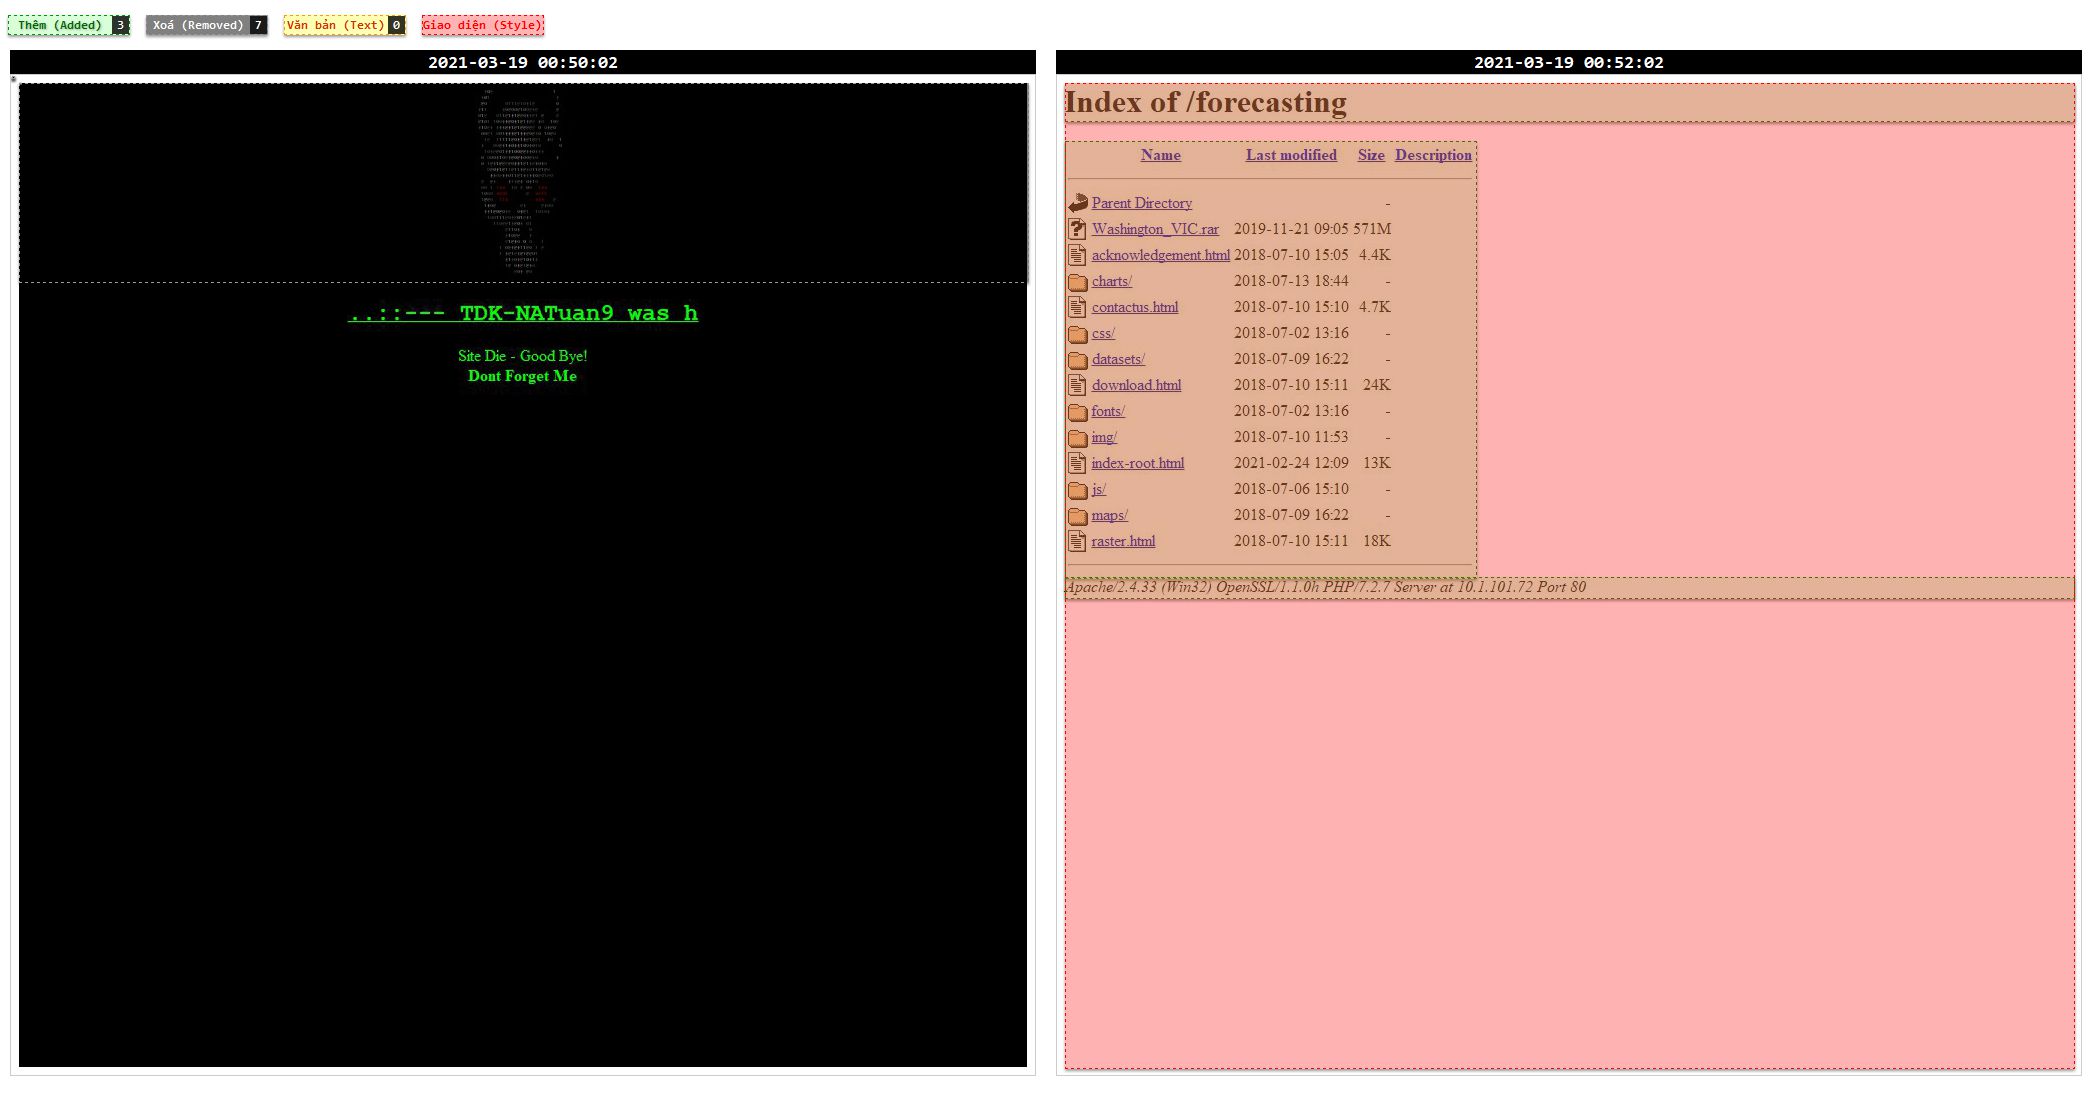 Thêm (Added) 3
Xoá (Removed) 7
Văn bản (Text) 0
Giao diện (Style)
2021-03-19 00:50:02
..::--- TDK-NATuan9 was h
Site Die - Good Bye!
Dont Forget Me
2021-03-19 00:52:02
Index of /forecasting
Name Last modified Size Description
Parent Directory -
Washington_VIC.rar 2019-11-21 09:05 571M
acknowledgement.html 2018-07-10 15:05 4.4K
charts/ 2018-07-13 18:44 -
contactus.html 2018-07-10 15:10 4.7K
css/ 2018-07-02 13:16 -
datasets/ 2018-07-09 16:22 -
download.html 2018-07-10 15:11 24K
fonts/ 2018-07-02 13:16 -
img/ 2018-07-10 11:53 -
index-root.html 2021-02-24 12:09 13K
js/ 2018-07-06 15:10 -
maps/ 2018-07-09 16:22 -
raster.html 2018-07-10 15:11 18K
Apache/2.4.33 (Win32) OpenSSL/1.1.0h PHP/7.2.7 Server at 10.1.101.72 Port 80